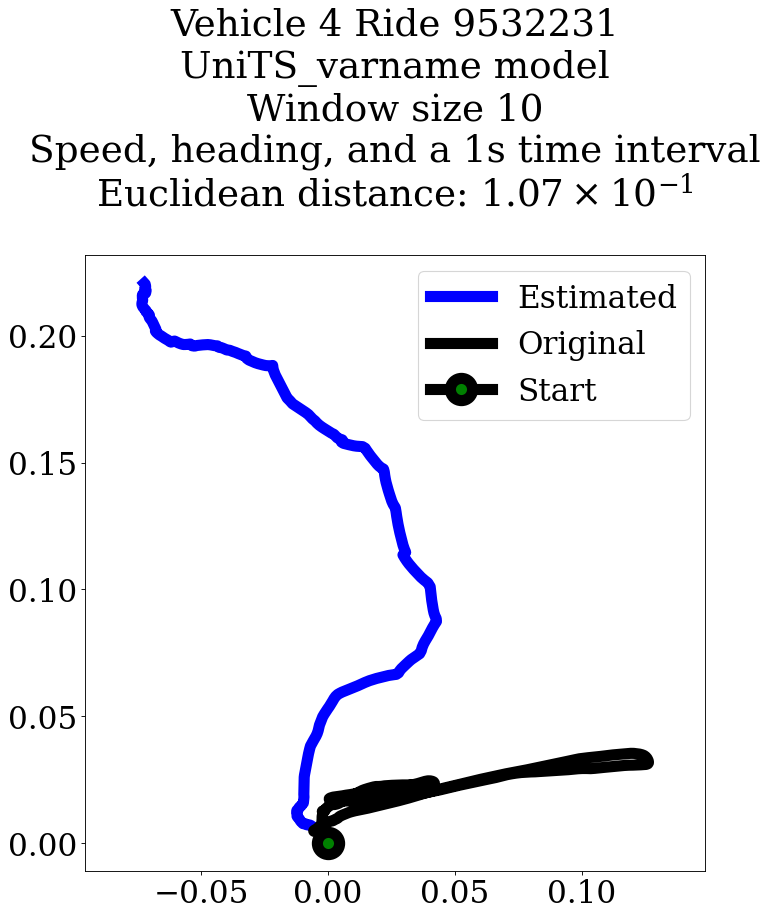 Vehicle 4 Ride 9532231
UniTS_varname model
Window size 10
Speed, heading, and a 1s time interval
Euclidean distance: 1.07 × 10⁻¹
Estimated
Original
Start
0.20
0.15
0.10
0.05
0.00
−0.05 0.00 0.05 0.10